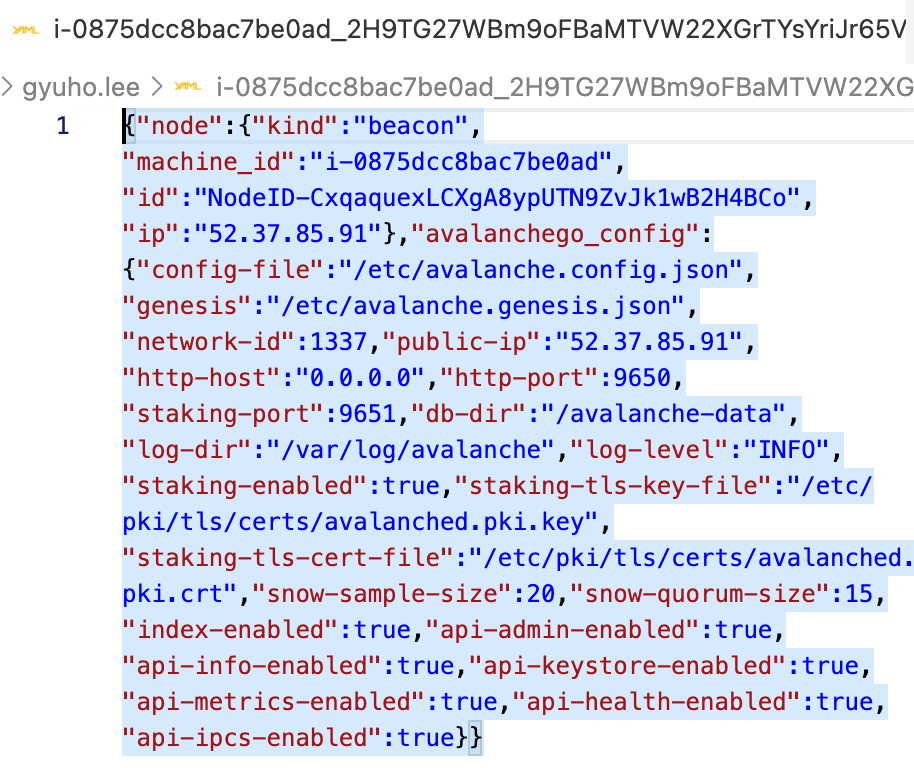 YAML i-0875dcc8bac7be0ad_2H9TG27WBm9oFBaMTVW22XGrTYsYriJr65V
> gyuho.lee > YAML i-0875dcc8bac7be0ad_2H9TG27WBm9oFBaMTVW22XG
1 {"node":{"kind":"beacon",
"machine_id":"i-0875dcc8bac7be0ad",
"id":"NodeID-CxqaquexLCXgA8ypUTN9ZvJk1wB2H4BCo",
"ip":"52.37.85.91"},"avalanchego_config":
{"config-file":"/etc/avalanche.config.json",
"genesis":"/etc/avalanche.genesis.json",
"network-id":1337,"public-ip":"52.37.85.91",
"http-host":"0.0.0.0","http-port":9650,
"staking-port":9651,"db-dir":"/avalanche-data",
"log-dir":"/var/log/avalanche","log-level":"INFO",
"staking-enabled":true,"staking-tls-key-file":"/etc/
pki/tls/certs/avalanched.pki.key",
"staking-tls-cert-file":"/etc/pki/tls/certs/avalanched.
pki.crt","snow-sample-size":20,"snow-quorum-size":15,
"index-enabled":true,"api-admin-enabled":true,
"api-info-enabled":true,"api-keystore-enabled":true,
"api-metrics-enabled":true,"api-health-enabled":true,
"api-ipcs-enabled":true}}